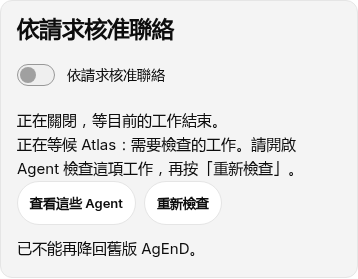 依請求核准聯絡
依請求核准聯絡
正在關閉，等目前的工作結束。
正在等候 Atlas：需要檢查的工作。請開啟
Agent 檢查這項工作，再按「重新檢查」。
查看這些 Agent
重新檢查
已不能再降回舊版 AgEnD。